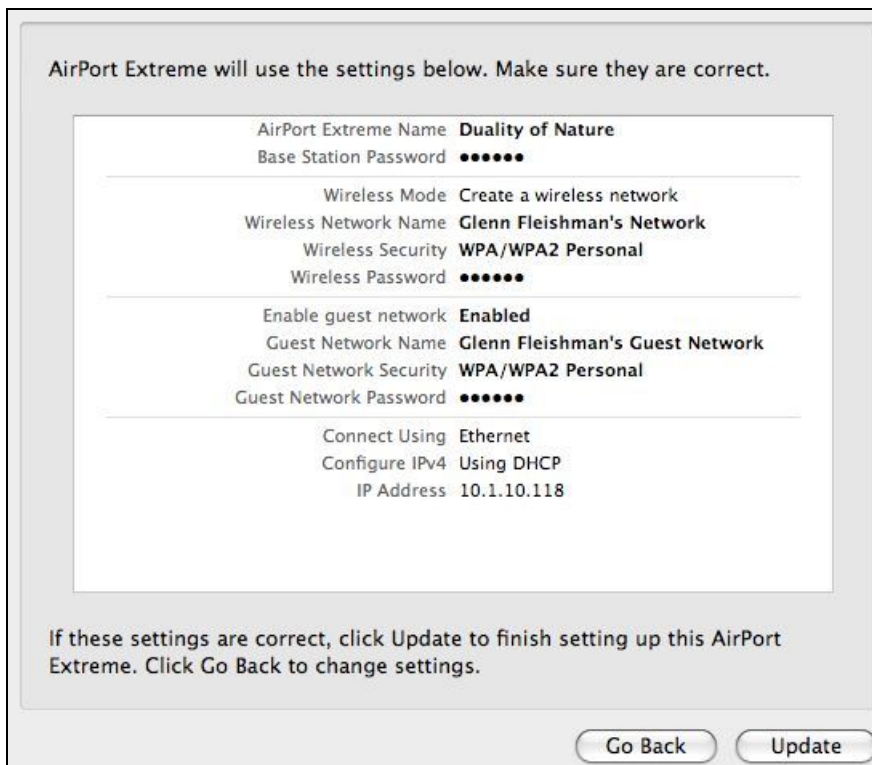 AirPort Extreme will use the settings below. Make sure they are correct.
AirPort Extreme Name Duality of Nature
Base Station Password ●●●●●●
Wireless Mode Create a wireless network
Wireless Network Name Glenn Fleishman's Network
Wireless Security WPA/WPA2 Personal
Wireless Password ●●●●●●
Enable guest network Enabled
Guest Network Name Glenn Fleishman's Guest Network
Guest Network Security WPA/WPA2 Personal
Guest Network Password ●●●●●●
Connect Using Ethernet
Configure IPv4 Using DHCP
IP Address 10.1.10.118
If these settings are correct, click Update to finish setting up this AirPort
Extreme. Click Go Back to change settings.
Go Back Update